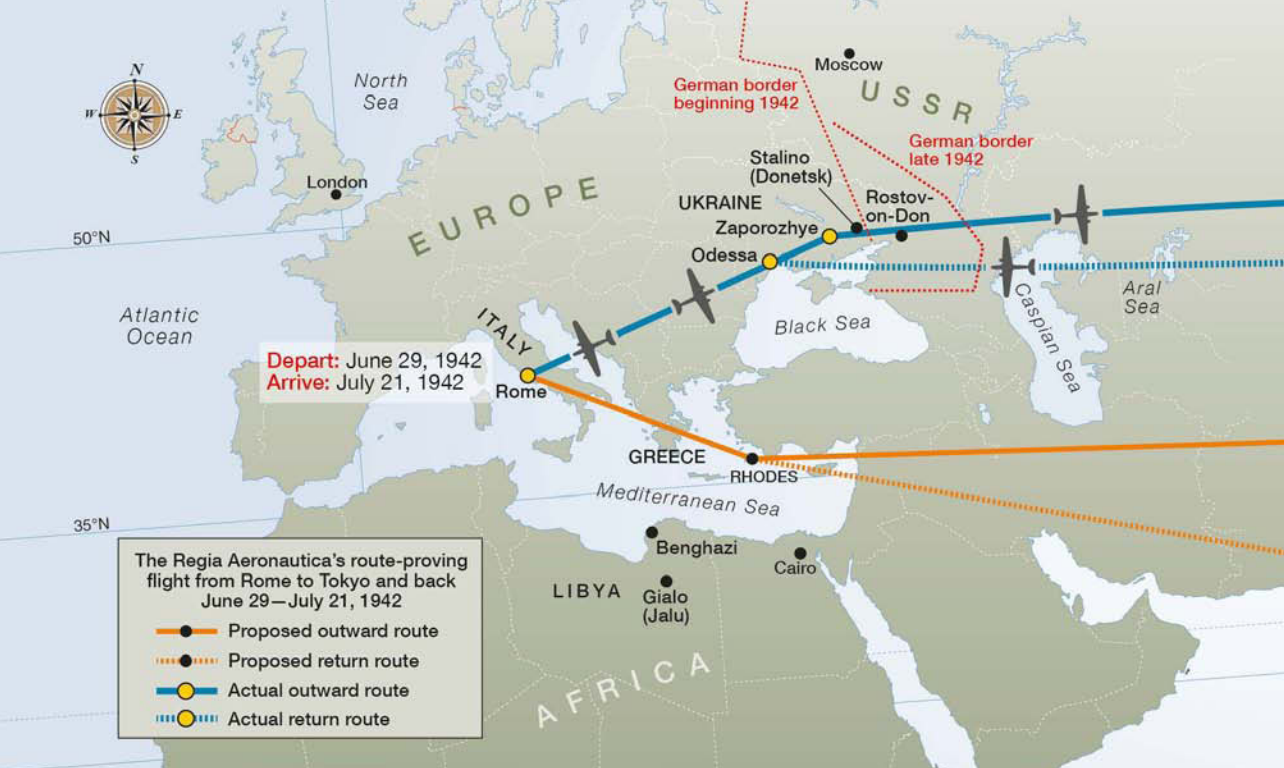 N
W
E
S
North
Sea
London
50°N
EUROPE
Atlantic
Ocean
German border
beginning 1942
Moscow
USSR
German border
late 1942
Stalino
(Donetsk)
UKRAINE
Rostov-
on-Don
Zaporozhye
Odessa
Black Sea
Caspian Sea
Aral
Sea
ITALY
Depart: June 29, 1942
Arrive: July 21, 1942
Rome
GREECE
RHODES
Mediterranean Sea
35°N
Benghazi
Cairo
LIBYA
Gialo
(Jalu)
AFRICA
The Regia Aeronautica's route-proving
flight from Rome to Tokyo and back
June 29—July 21, 1942
Proposed outward route
Proposed return route
Actual outward route
Actual return route